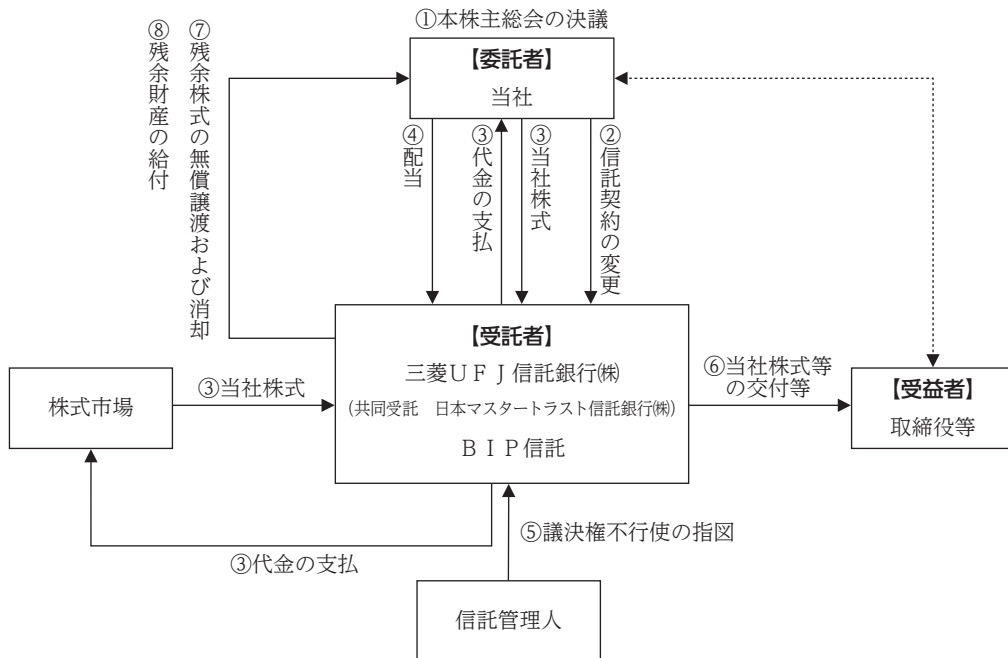 ①本株主総会の決議
【委託者】
当社
⑧残余財産の給付
⑦残余株式の無償譲渡および消却
④配当
③代金の支払
③当社株式
②信託契約の変更
【受託者】
三菱ＵＦＪ信託銀行㈱
(共同受託　日本マスタートラスト信託銀行㈱)
ＢＩＰ信託
株式市場
③当社株式
⑥当社株式等
の交付等
【受益者】
取締役等
③代金の支払
⑤議決権不行使の指図
信託管理人